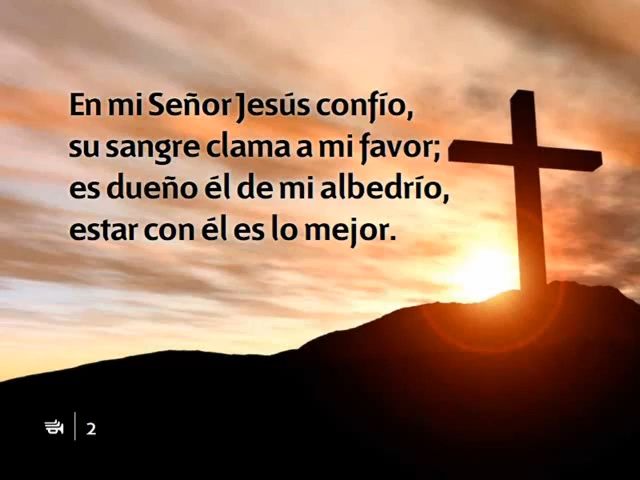 En mi Señor Jesús confío,
su sangre clama a mi favor;
es dueño él de mi albedrío,
estar con él es lo mejor.
2